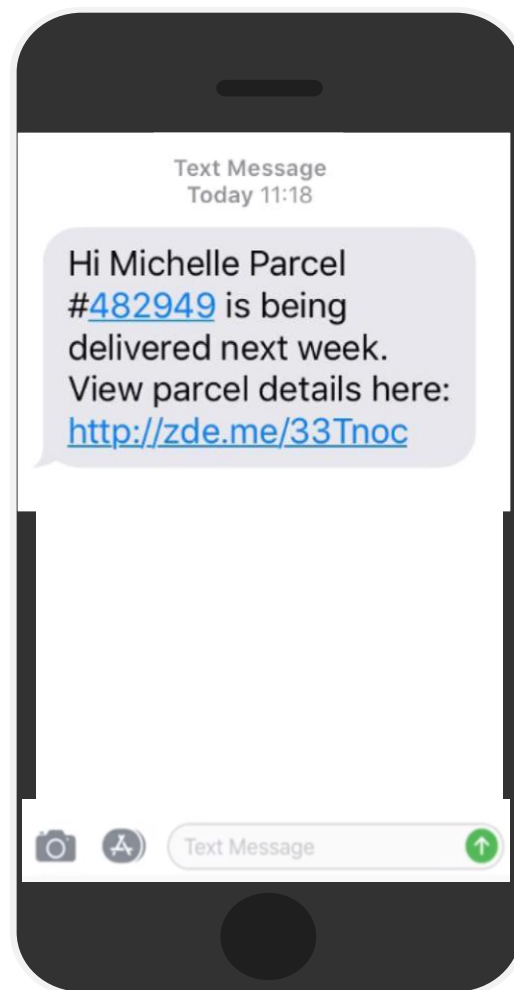 Text Message
Today 11:18
Hi Michelle Parcel
#482949 is being
delivered next week.
View parcel details here:
http://zde.me/33Tnoc
Text Message